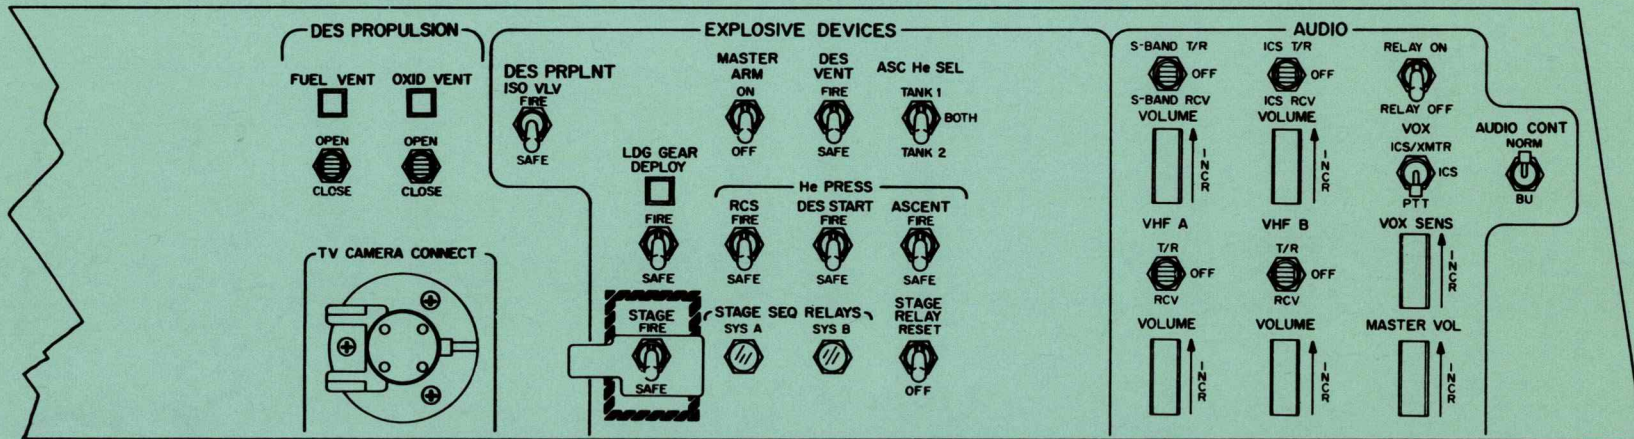 DES PROPULSION
FUEL VENT
OXID VENT
OPEN
CLOSE
OPEN
CLOSE
TV CAMERA CONNECT
EXPLOSIVE DEVICES
DES PRPLNT
ISO VLV
FIRE
SAFE
MASTER
ARM
ON
OFF
DES
VENT
FIRE
SAFE
ASC He SEL
TANK 1
BOTH
TANK 2
LDG GEAR
DEPLOY
FIRE
SAFE
He PRESS
RCS
FIRE
SAFE
DES START
FIRE
SAFE
ASCENT
FIRE
SAFE
STAGE
FIRE
SAFE
STAGE SEQ RELAYS
SYS A
SYS B
STAGE
RELAY
RESET
OFF
AUDIO
S-BAND T/R
OFF
S-BAND RCV
VOLUME
INCR
ICS T/R
OFF
ICS RCV
VOLUME
INCR
RELAY ON
RELAY OFF
VOX
ICS/XMTR
ICS
PTT
AUDIO CONT
NORM
BU
VHF A
T/R
OFF
RCV
VOLUME
INCR
VHF B
T/R
OFF
RCV
VOLUME
INCR
VOX SENS
INCR
MASTER VOL
INCR